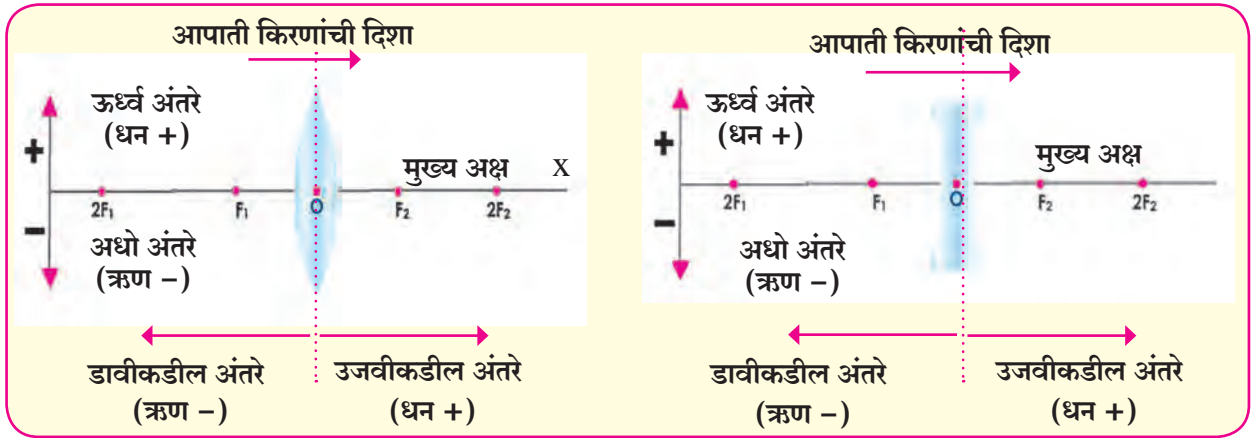 आपाती किरणांची दिशा
ऊर्ध्व अंतरे
(धन +)
+
मुख्य अक्ष X
2F₁ F₁ O F₂ 2F₂
−
अधो अंतरे
(ऋण −)
डावीकडील अंतरे
(ऋण −)
उजवीकडील अंतरे
(धन +)
आपाती किरणांची दिशा
ऊर्ध्व अंतरे
(धन +)
+
मुख्य अक्ष
2F₁ F₁ O F₂ 2F₂
−
अधो अंतरे
(ऋण −)
डावीकडील अंतरे
(ऋण −)
उजवीकडील अंतरे
(धन +)